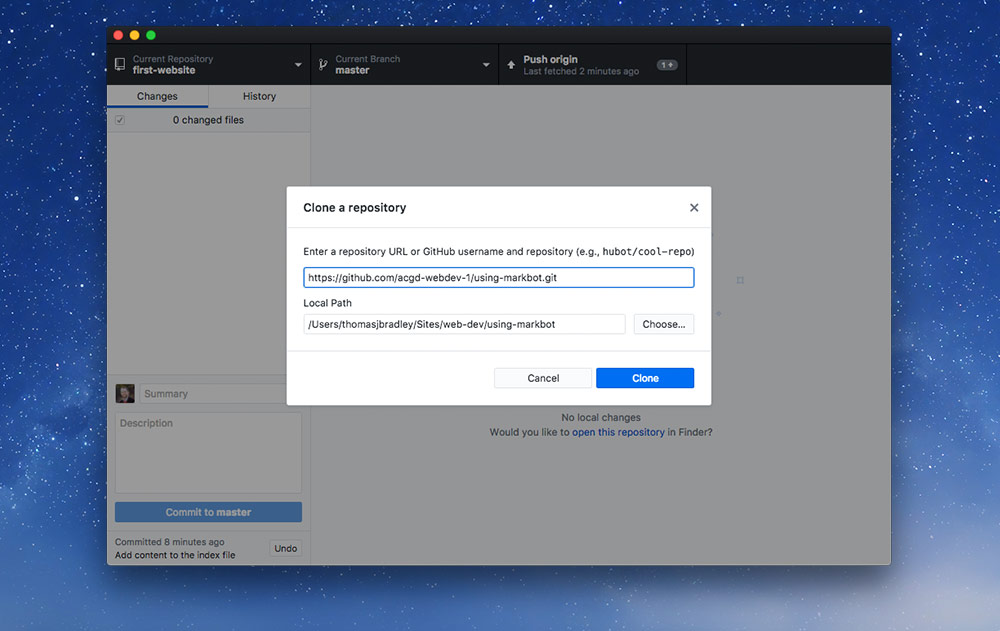 Current Repository
first-website
Current Branch
master
Push origin
Last fetched 2 minutes ago
1
Changes
History
0 changed files
Clone a repository
Enter a repository URL or GitHub username and repository (e.g., hubot/cool-repo)
https://github.com/acgd-webdev-1/using-markbot.git
Local Path
/Users/thomasjbradley/Sites/web-dev/using-markbot
Choose...
Cancel
Clone
Summary
Description
No local changes
Would you like to open this repository in Finder?
Commit to master
Committed 8 minutes ago
Add content to the index file
Undo